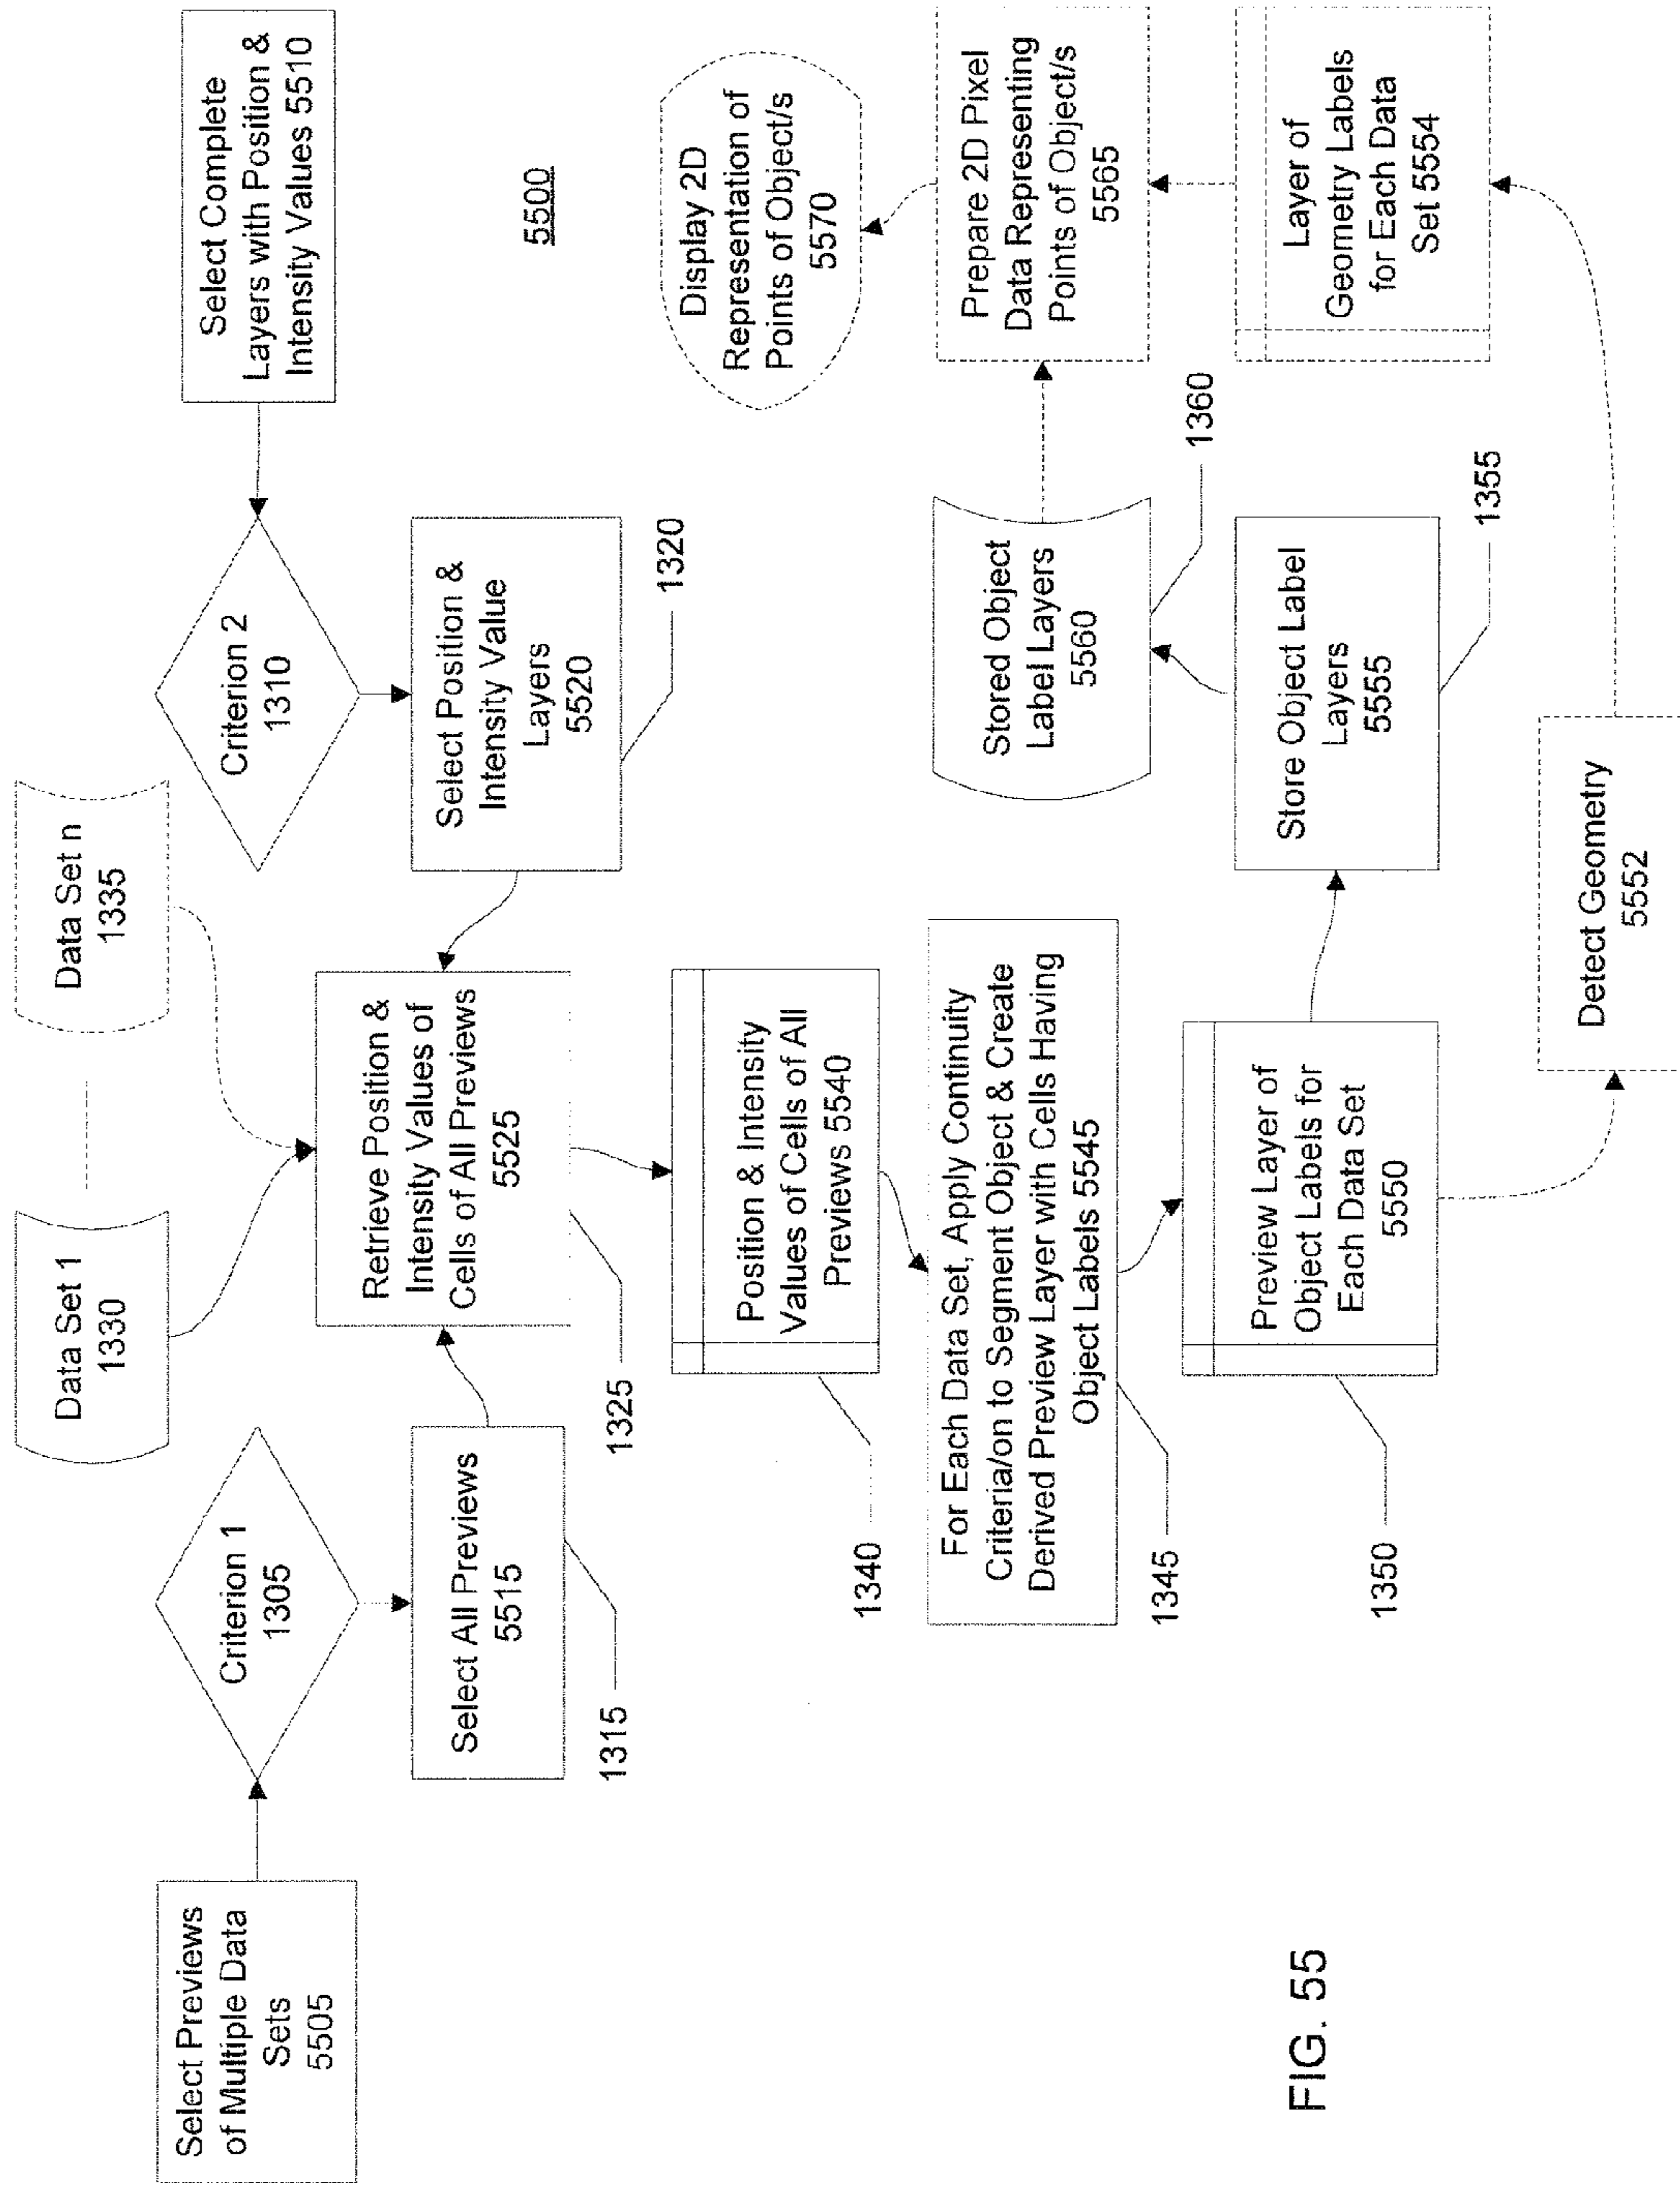 Data Set 1
1330
Data Set n
1335
Select Previews
of Multiple Data
Sets
5505
Criterion 1
1305
Criterion 2
1310
Select Complete
Layers with Position &
Intensity Values 5510
Select All Previews
5515
1315
Retrieve Position &
Intensity Values of
Cells of All Previews
5525
1325
Select Position &
Intensity Value
Layers
5520
1320
5500
Position & Intensity
Values of Cells of All
Previews 5540
1340
For Each Data Set, Apply Continuity
Criteria/on to Segment Object & Create
Derived Preview Layer with Cells Having
Object Labels 5545
1345
Preview Layer of
Object Labels for
Each Data Set
5550
1350
Store Object Label
Layers
5555
1355
Stored Object
Label Layers
5560
1360
Display 2D
Representation of
Points of Object/s
5570
Prepare 2D Pixel
Data Representing
Points of Object/s
5565
Layer of
Geometry Labels
for Each Data
Set 5554
Detect Geometry
5552
FIG. 55